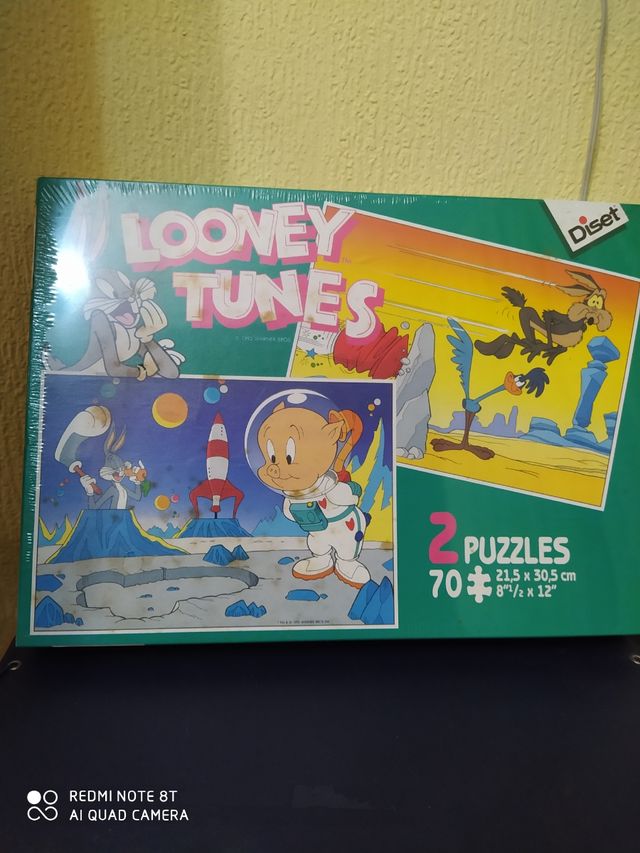 LOONEY
TUNES
TM
Diset
2 PUZZLES
70
21,5 x 30,5 cm
8"1/2 x 12"
REDMI NOTE 8T
AI QUAD CAMERA